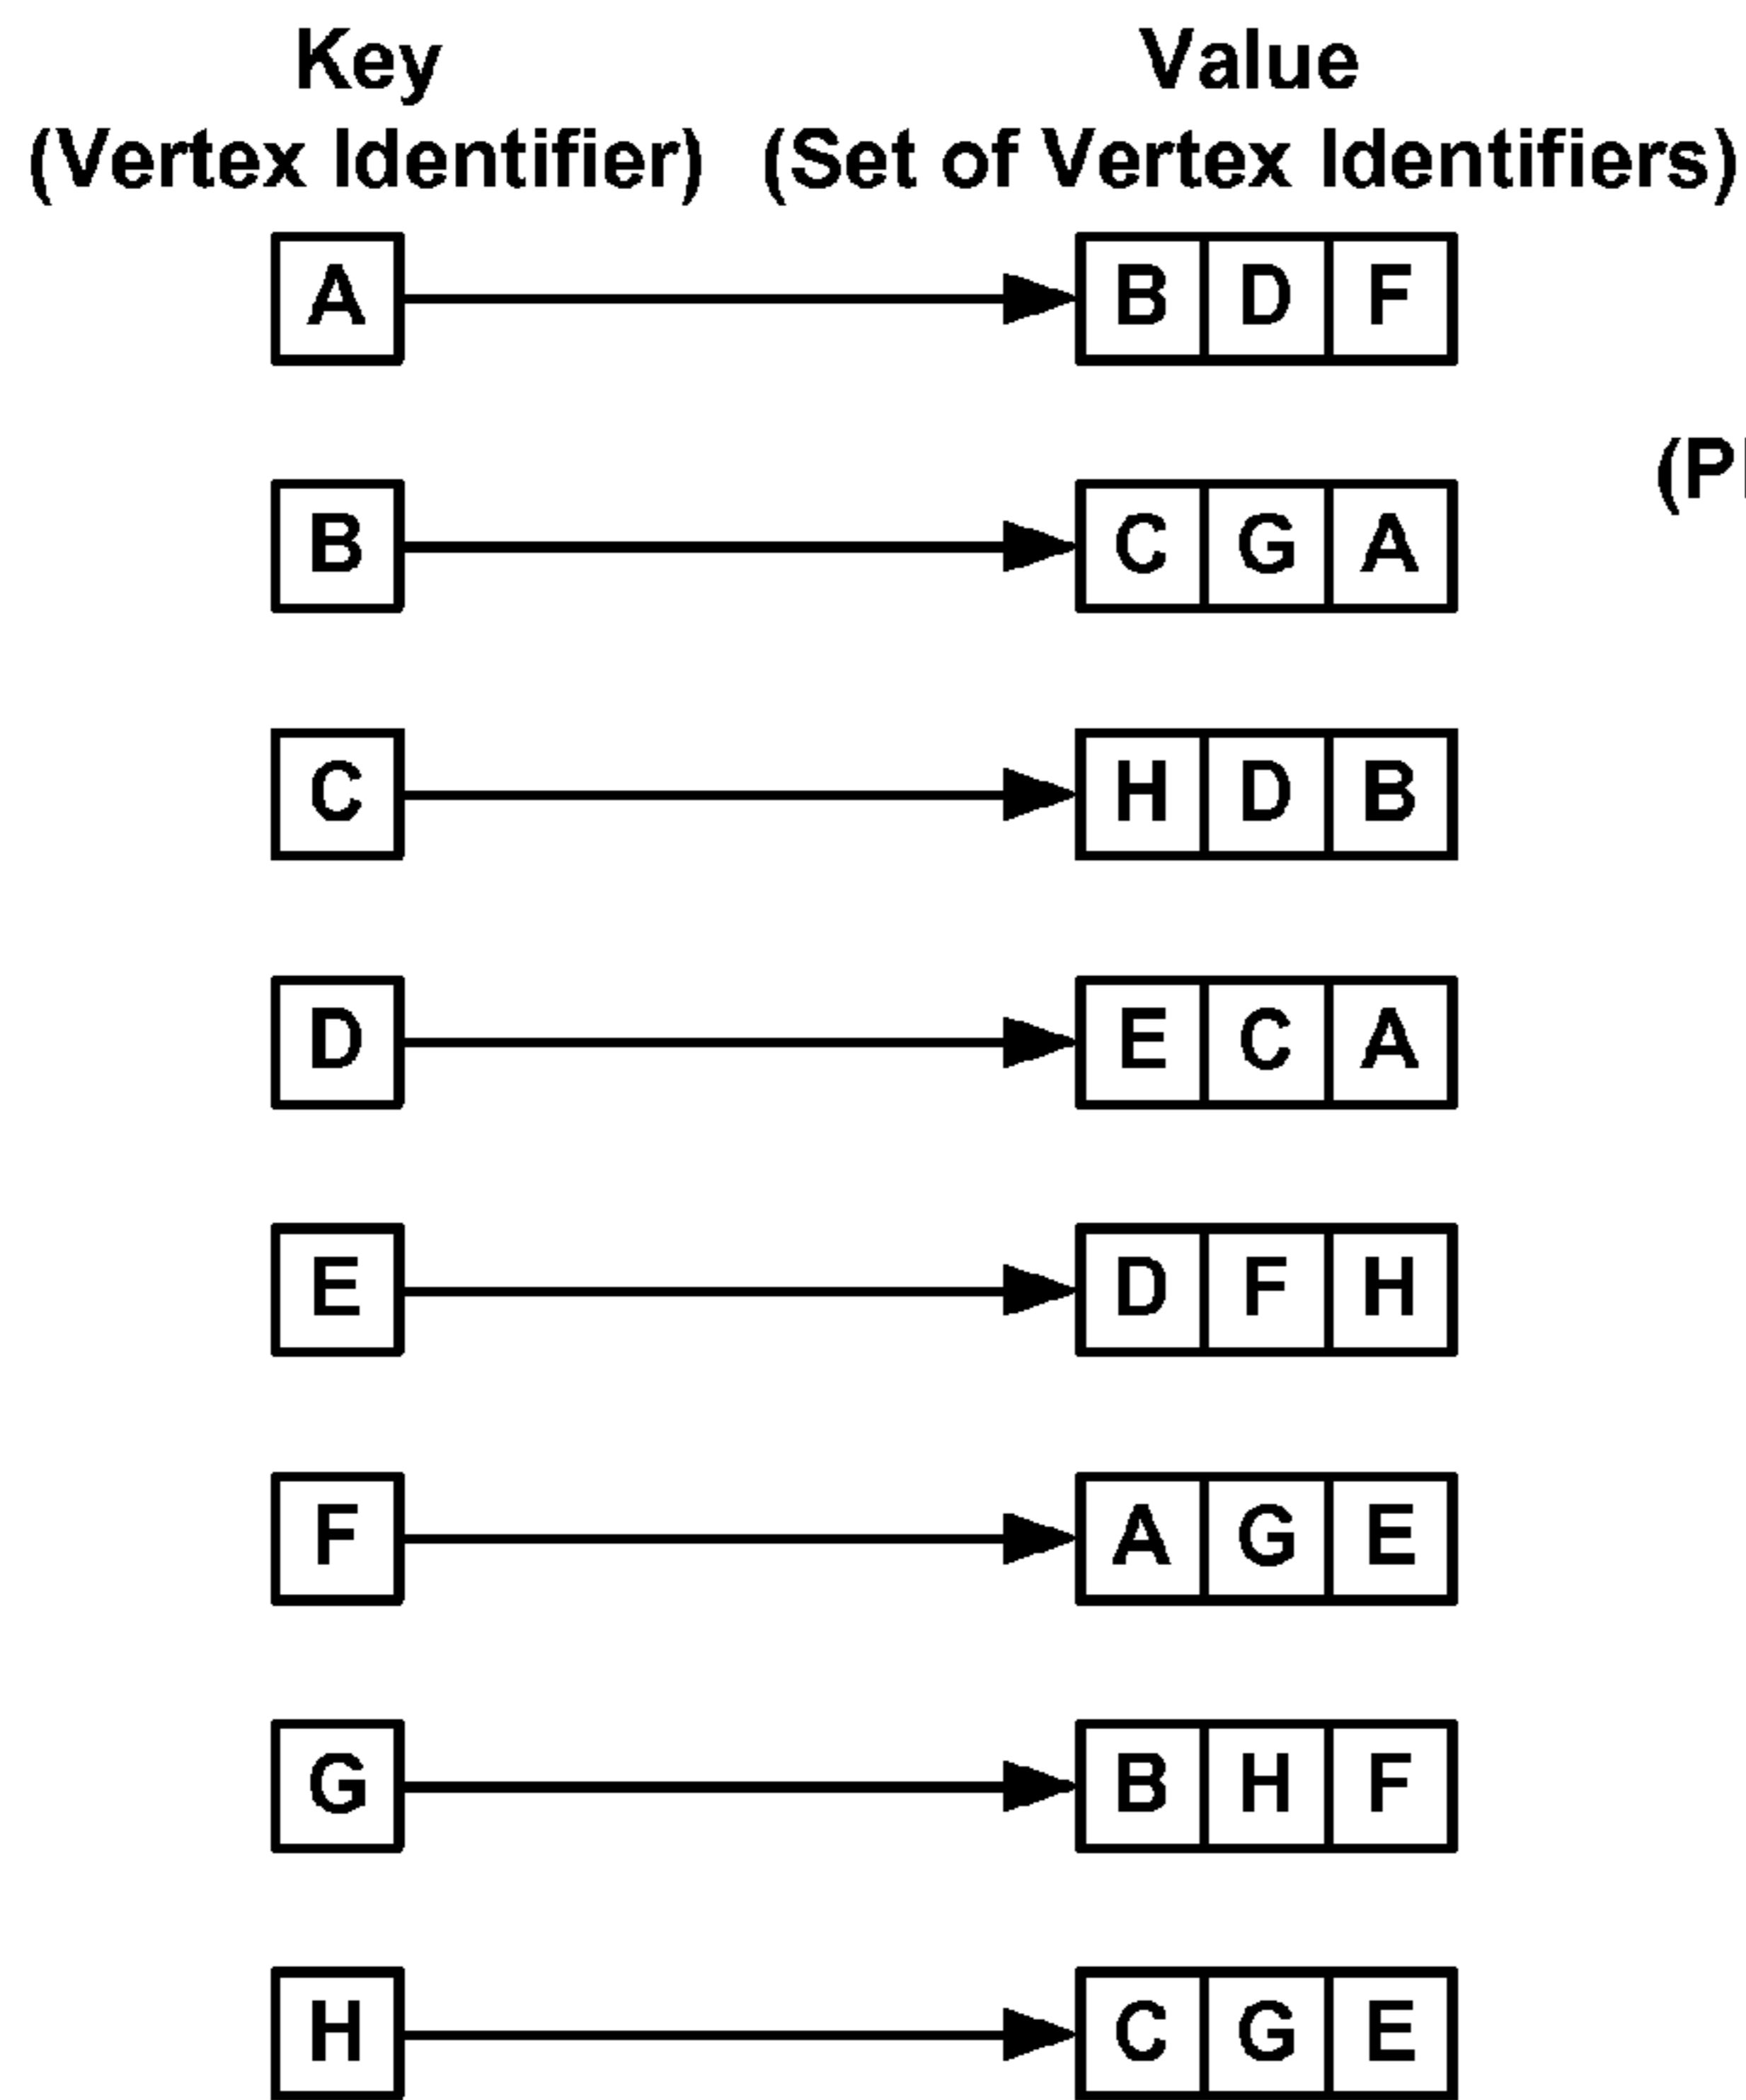 Key Value
(Vertex Identifier) (Set of Vertex Identifiers)
A B D F
B C G A
C H D B
D E C A
E D F H
F A G E
G B H F
H C G E